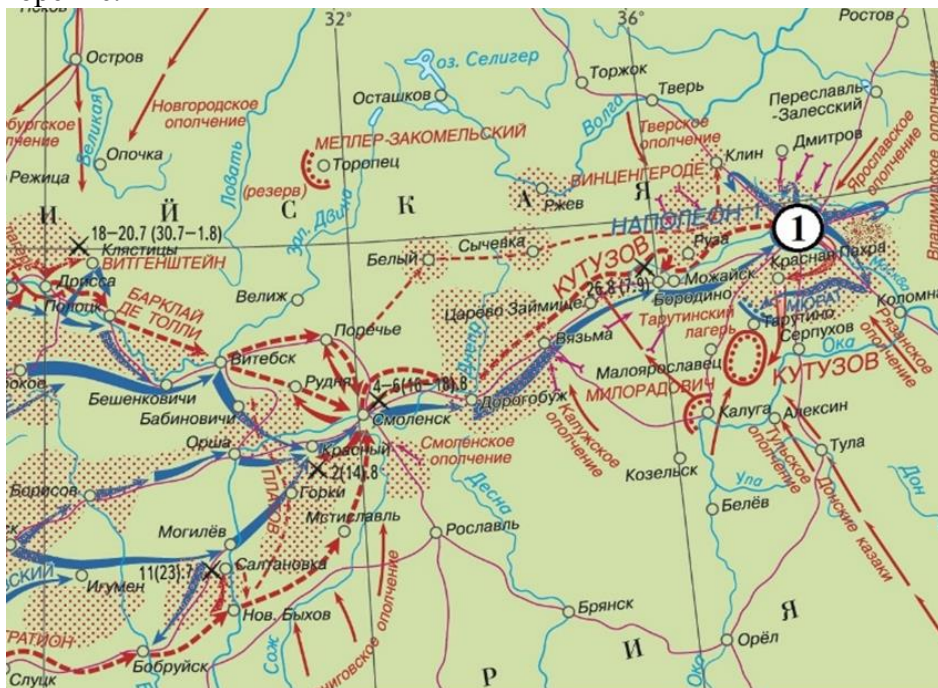 32°
36°
Остров
оз. Селигер
Ростов
Торжок
Великая
Новгородское
ополчение
Осташков
Волга
Тверь
Переславль
-Залесский
МЕЛЛЕР-ЗАКОМЕЛЬСКИЙ
Тверское
ополчение
Дмитров
Опочка
Ловать
Торопец
(резерв)
Клин
Ярославское
ополчение
Владимирское ополчение
Режица
Зап. Двина
ВИНЦЕНГЕРОДЕ
Ржев
И Й С К А Я
НАПОЛЕОН I
1
18-20.7 (30.7-1.8)
Клястицы
Сычевка
Белый
КУТУЗОВ
Руза
Красная Пахра
ВИТГЕНШТЕЙН
Дрисса
26.8 (7.9)
Можайск
Москва
Полоцк
БАРКЛАЙ
ДЕ ТОЛЛИ
Велиж
Царево Займище
Бородино
МЮРАТ
Коломна
Днепр
Тарутинский
лагерь
Тарутино
Поречье
Вязьма
Серпухов
Рязанское
ополчение
Ока
Витебск
Малоярославец
КУТУЗОВ
Рудня
4-6(16-18).8
Бешенковичи
Дорогобуж
МИЛОРАДОВИЧ
Бабиновичи
Смоленск
Калужское
ополчение
Калуга
Алексин
Орша
Красный
Смоленское
ополчение
Тульское
ополчение
Тула
2(14).8
Козельск
Борисов
Горки
Десна
Упа
Дон
Мстиславль
Белёв
Донские казаки
Могилёв
Рославль
Салтановка
11(23).7
Игумен
Нов. Быхов
Брянск
Р И Я
Орёл
Сож
Бобруйск
Ока
Слуцк